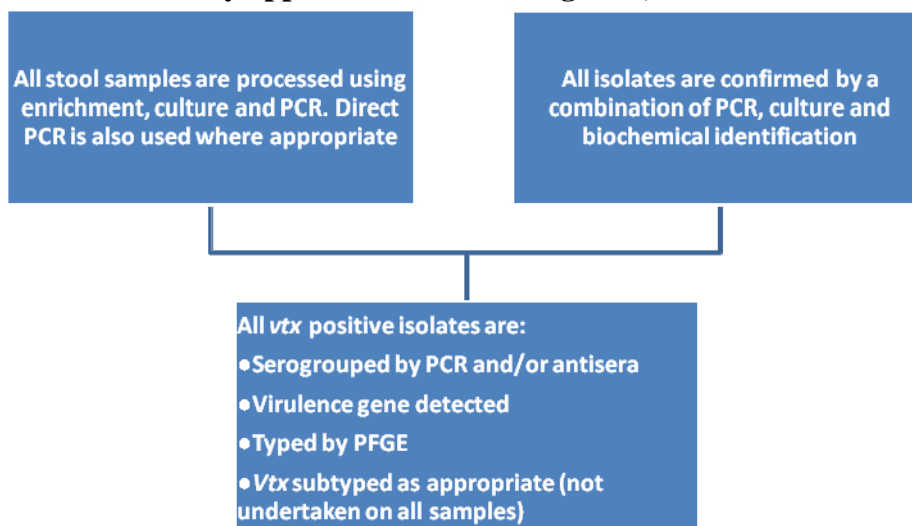 All stool samples are processed using
enrichment, culture and PCR. Direct
PCR is also used where appropriate
All isolates are confirmed by a
combination of PCR, culture and
biochemical identification
All vtx positive isolates are:
•Serogrouped by PCR and/or antisera
•Virulence gene detected
•Typed by PFGE
•Vtx subtyped as appropriate (not
undertaken on all samples)